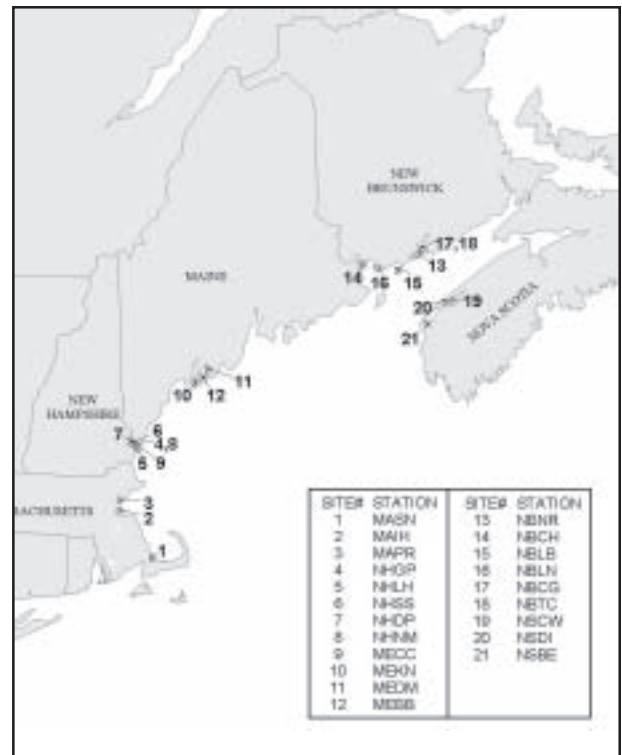 NEW
BRUNSWICK
17,18
13
14
16
15
MAINE
20
19
NOVA SCOTIA
21
10
11
12
NEW
HAMPSHIRE
7
6
4,8
5
9
3
2
1
SITE# STATION
1 MASN
2 MAIH
3 MAPR
4 NHGP
5 NHLH
6 NHSS
7 NHDP
8 NHNM
9 MECC
10 MEKN
11 MEDM
12
SITE# STATION
13 NBNR
14 NBCH
15 NBLB
16 NBLN
17 NBCG
18 NBTC
19 NSCW
20 NSDI
21 NSBE